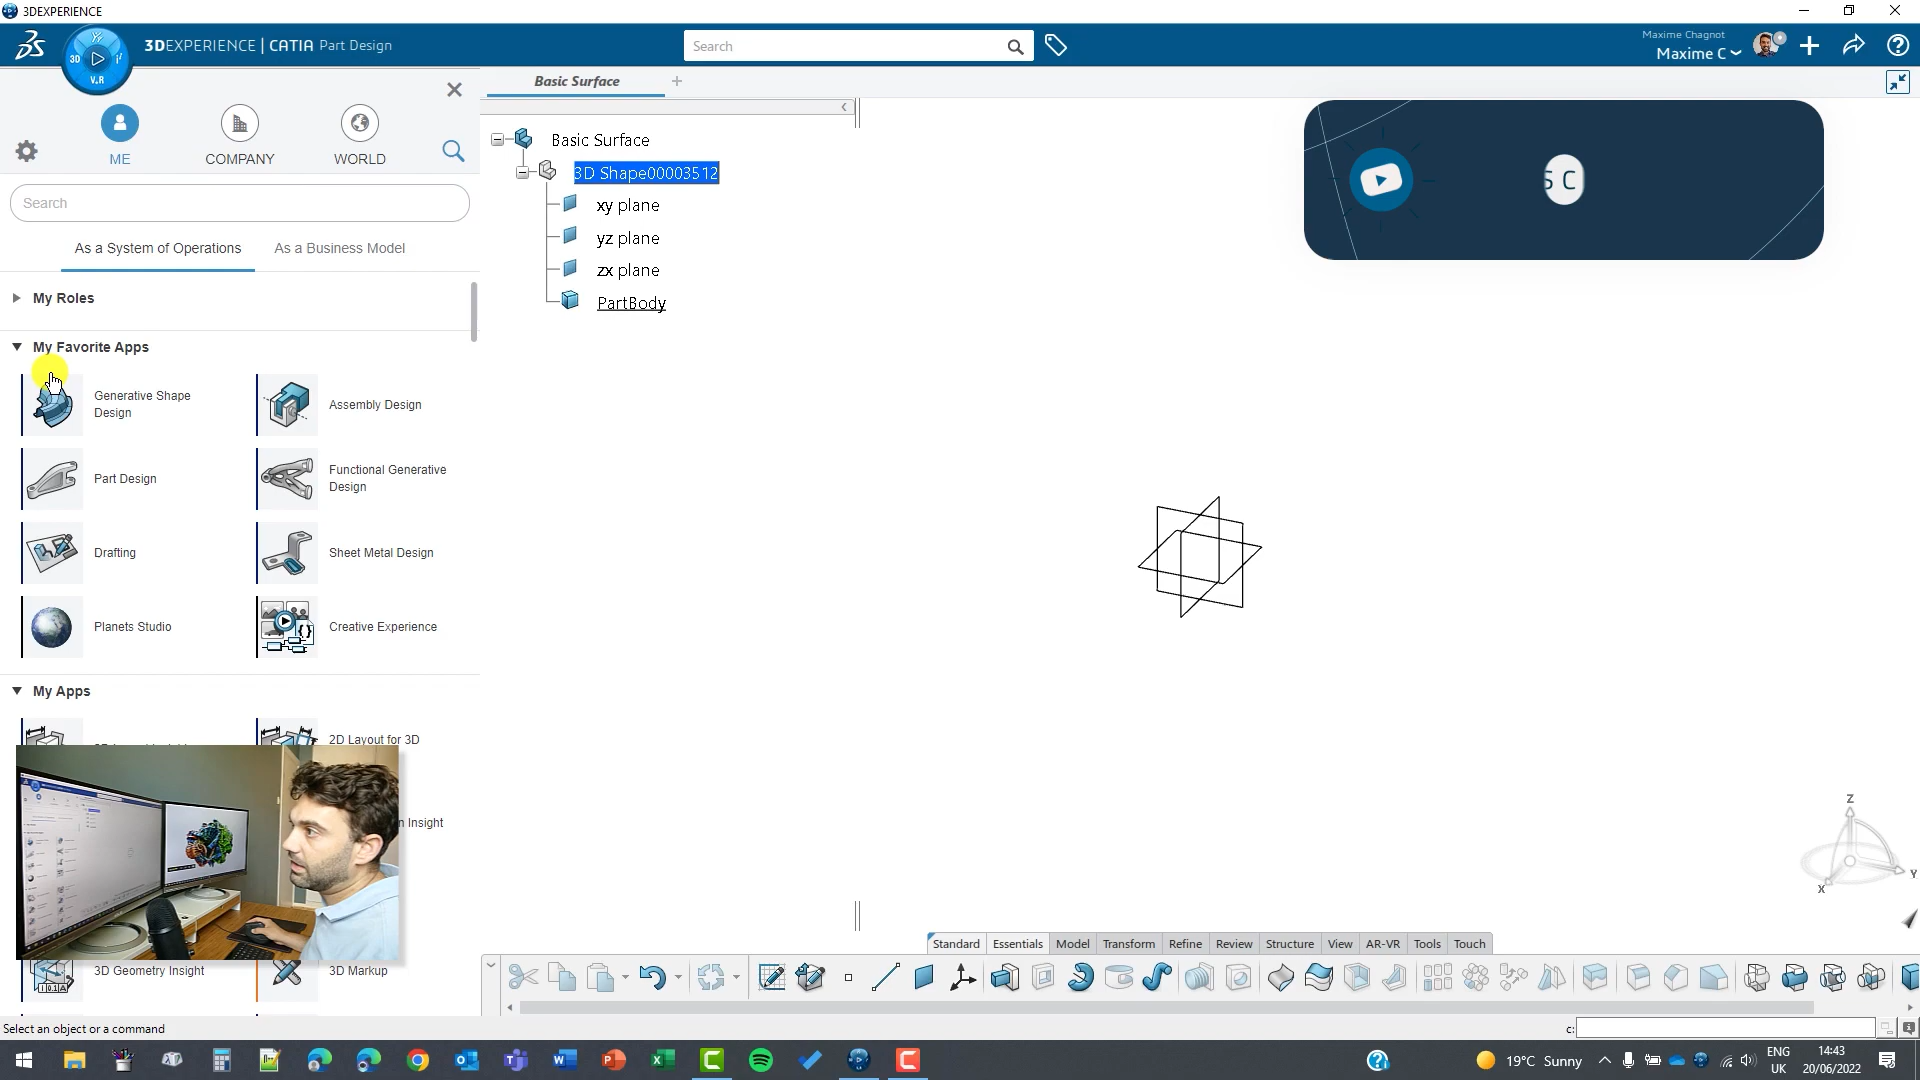 3DEXPERIENCE
3DEXPERIENCE | CATIA Part Design
Search
Maxime Chagnot
Maxime C
3D
V.R
ME
COMPANY
WORLD
Search
As a System of Operations
As a Business Model
My Roles
My Favorite Apps
Generative Shape
Design
Assembly Design
Part Design
Functional Generative
Design
Drafting
Sheet Metal Design
Planets Studio
Creative Experience
My Apps
2D Layout for 3D
n Insight
3D Geometry Insight
3D Markup
Basic Surface
Basic Surface
3D Shape00003512
xy plane
yz plane
zx plane
PartBody
S C
Z
Y
X
Standard
Essentials
Model
Transform
Refine
Review
Structure
View
AR-VR
Tools
Touch
Select an object or a command
c:
19°C Sunny
ENG
UK
14:43
20/06/2022